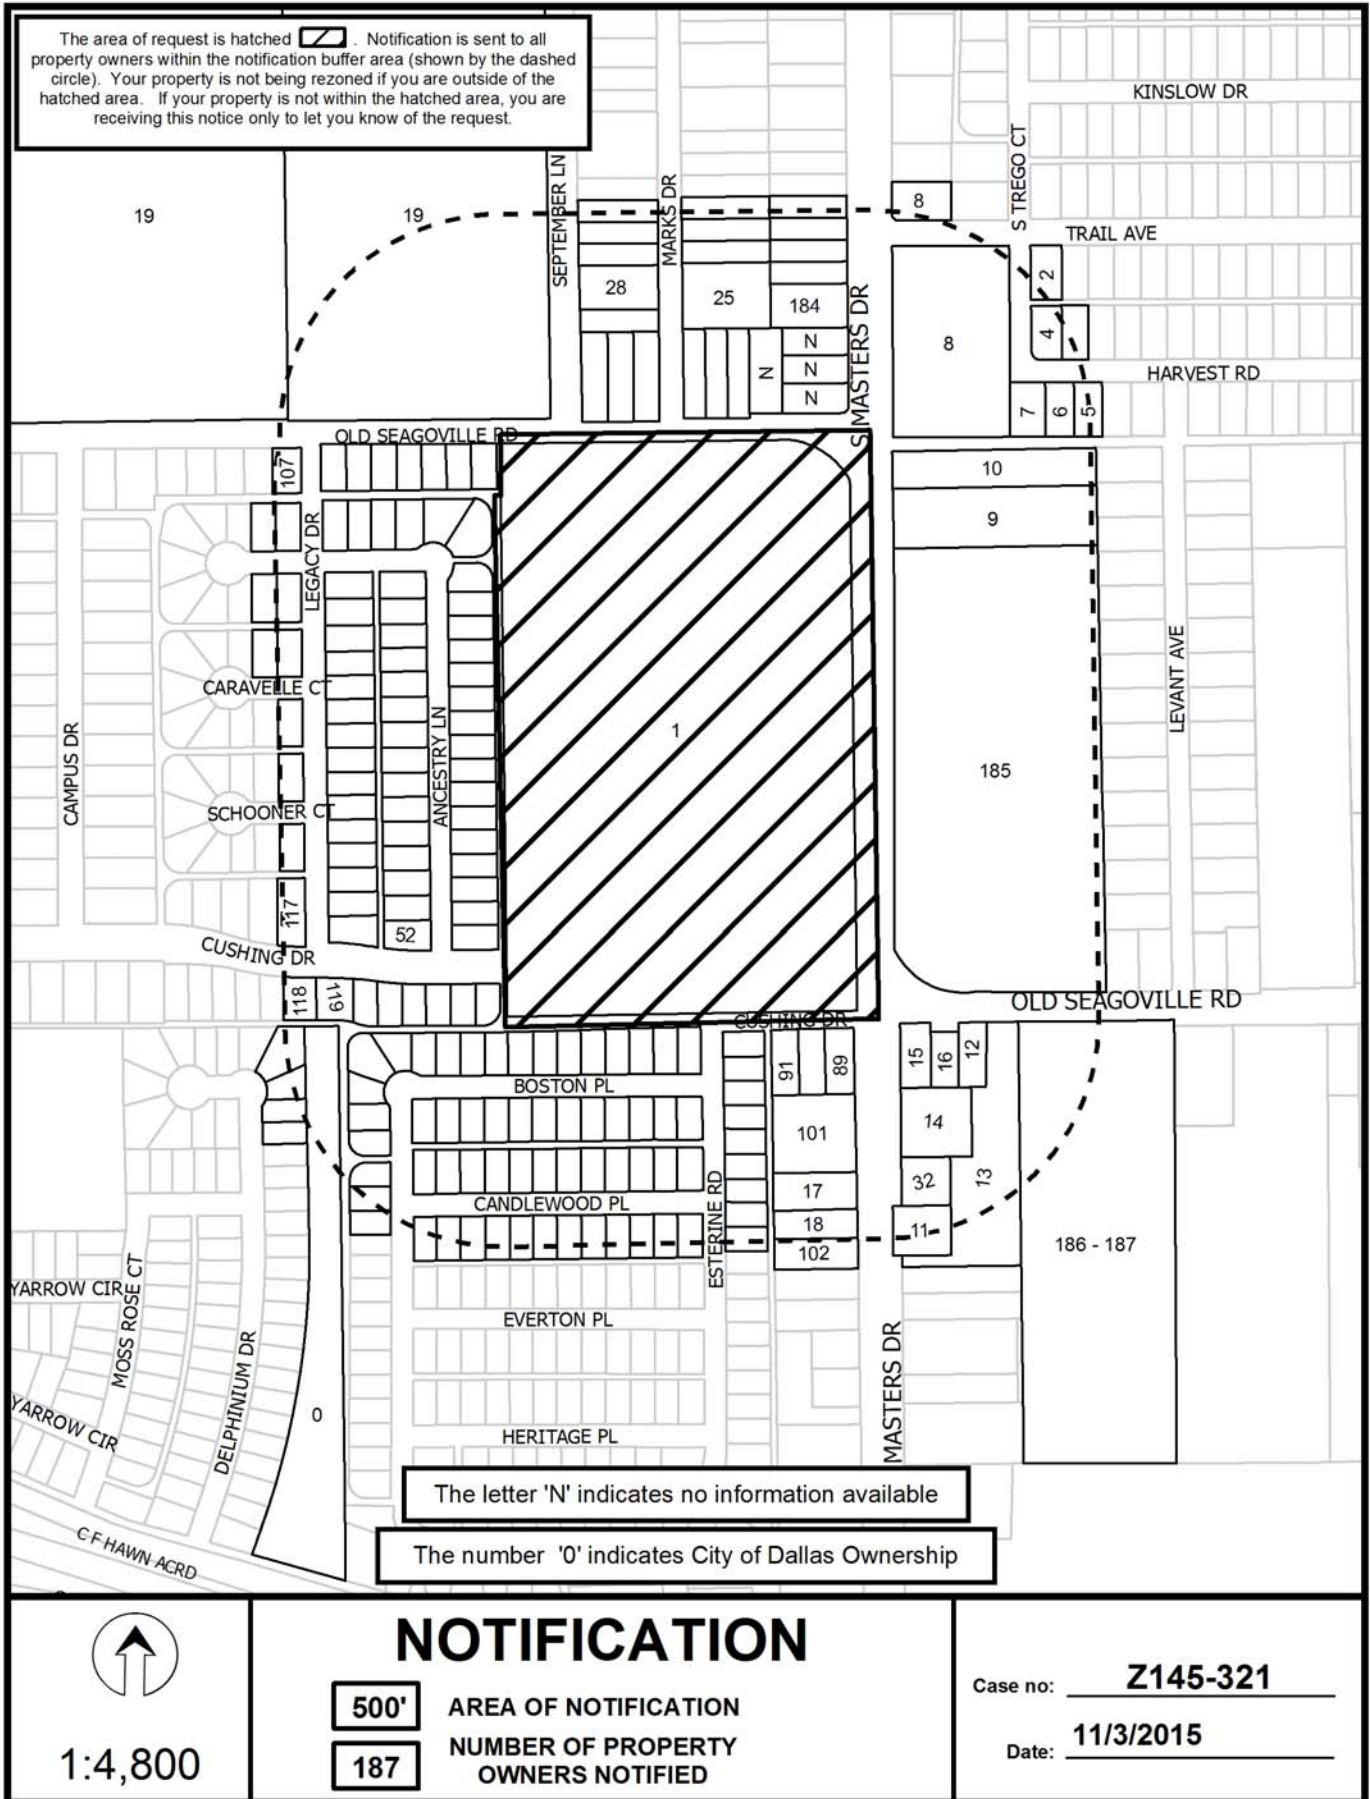 The area of request is hatched . Notification is sent to all
property owners within the notification buffer area (shown by the dashed
circle). Your property is not being rezoned if you are outside of the
hatched area. If your property is not within the hatched area, you are
receiving this notice only to let you know of the request.
KINSLOW DR
S TREGO CT
SEPTEMBER LN
MARKS DR
8
19
19
TRAIL AVE
2
28
25
184
S MASTERS DR
8
4
N
N
N
N
HARVEST RD
7
6
5
OLD SEAGOVILLE RD
107
10
9
LEGACY DR
CARAVELLE CT
CAMPUS DR
ANCESTRY LN
1
LEVANT AVE
185
SCHOONER CT
117
52
CUSHING DR
118
119
OLD SEAGOVILLE RD
CUSHING DR
15
16
12
91
89
BOSTON PL
101
14
13
32
17
CANDLEWOOD PL
ESTERINE RD
18
11
102
186 - 187
YARROW CIR
MOSS ROSE CT
EVERTON PL
DELPHINIUM DR
MASTERS DR
0
YARROW CIR
HERITAGE PL
The letter 'N' indicates no information available
C F HAWN ACRD
The number '0' indicates City of Dallas Ownership
1:4,800
NOTIFICATION
500' AREA OF NOTIFICATION
187 NUMBER OF PROPERTY
OWNERS NOTIFIED
Case no: Z145-321
Date: 11/3/2015